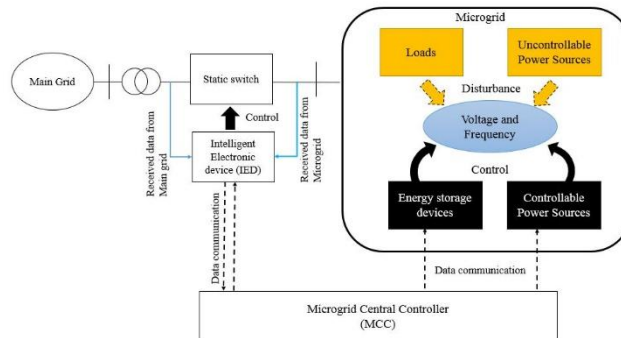 Microgrid
Main Grid
Static switch
Loads
Uncontrollable
Power Sources
Disturbance
Control
Voltage and
Frequency
Received data from
Main grid
Intelligent
Electronic
device (IED)
Received data from
Microgrid
Control
Energy storage
devices
Controllable
Power Sources
Data communication
Data communication
Microgrid Central Controller
(MCC)